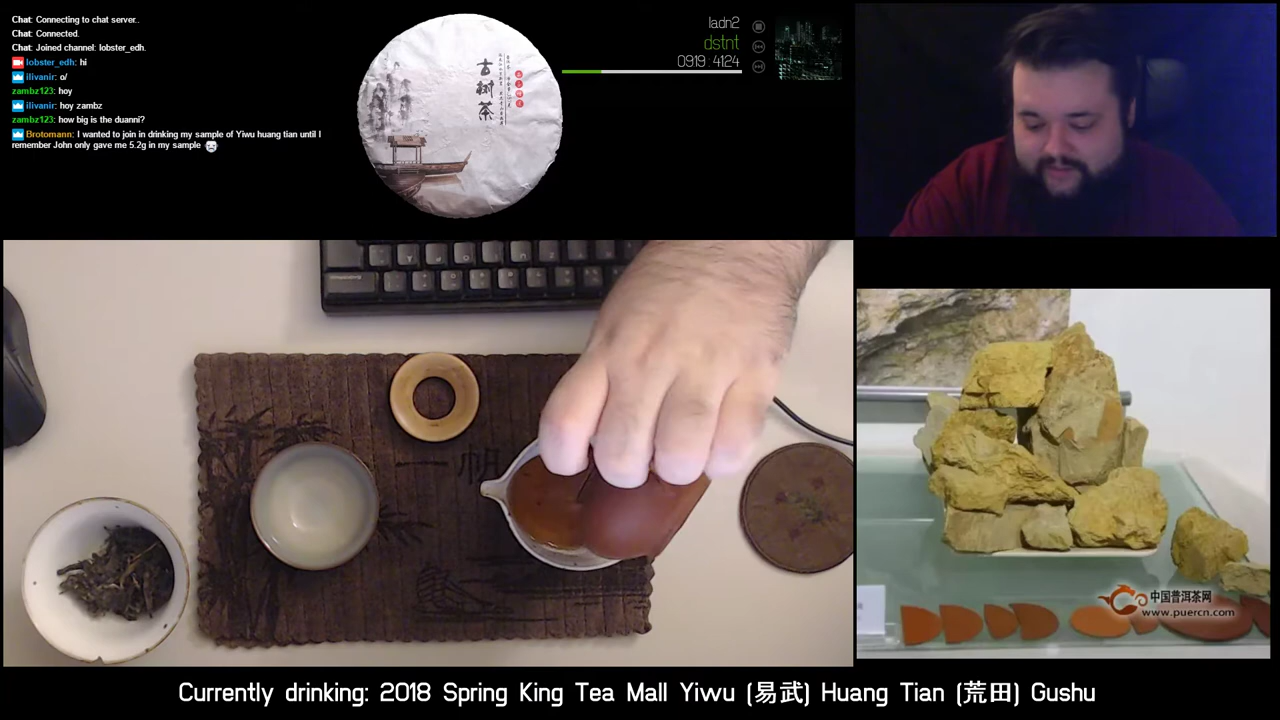 Chat: Connecting to chat server..
Chat: Connected.
Chat: Joined channel: lobster_edh.
lobster_edh: hi
ilivanir: o/
zambz123: hoy
ilivanir: hoy zambz
zambz123: how big is the duanni?
Brotomann: I wanted to join in drinking my sample of Yiwu huang tian until I
remember John only gave me 5.2g in my sample
古树茶
ladn2
dstnt
09:19 41:24
一帆
中国普洱茶网
www.puercn.com
Currently drinking: 2018 Spring King Tea Mall Yiwu (易武) Huang Tian (荒田) Gushu